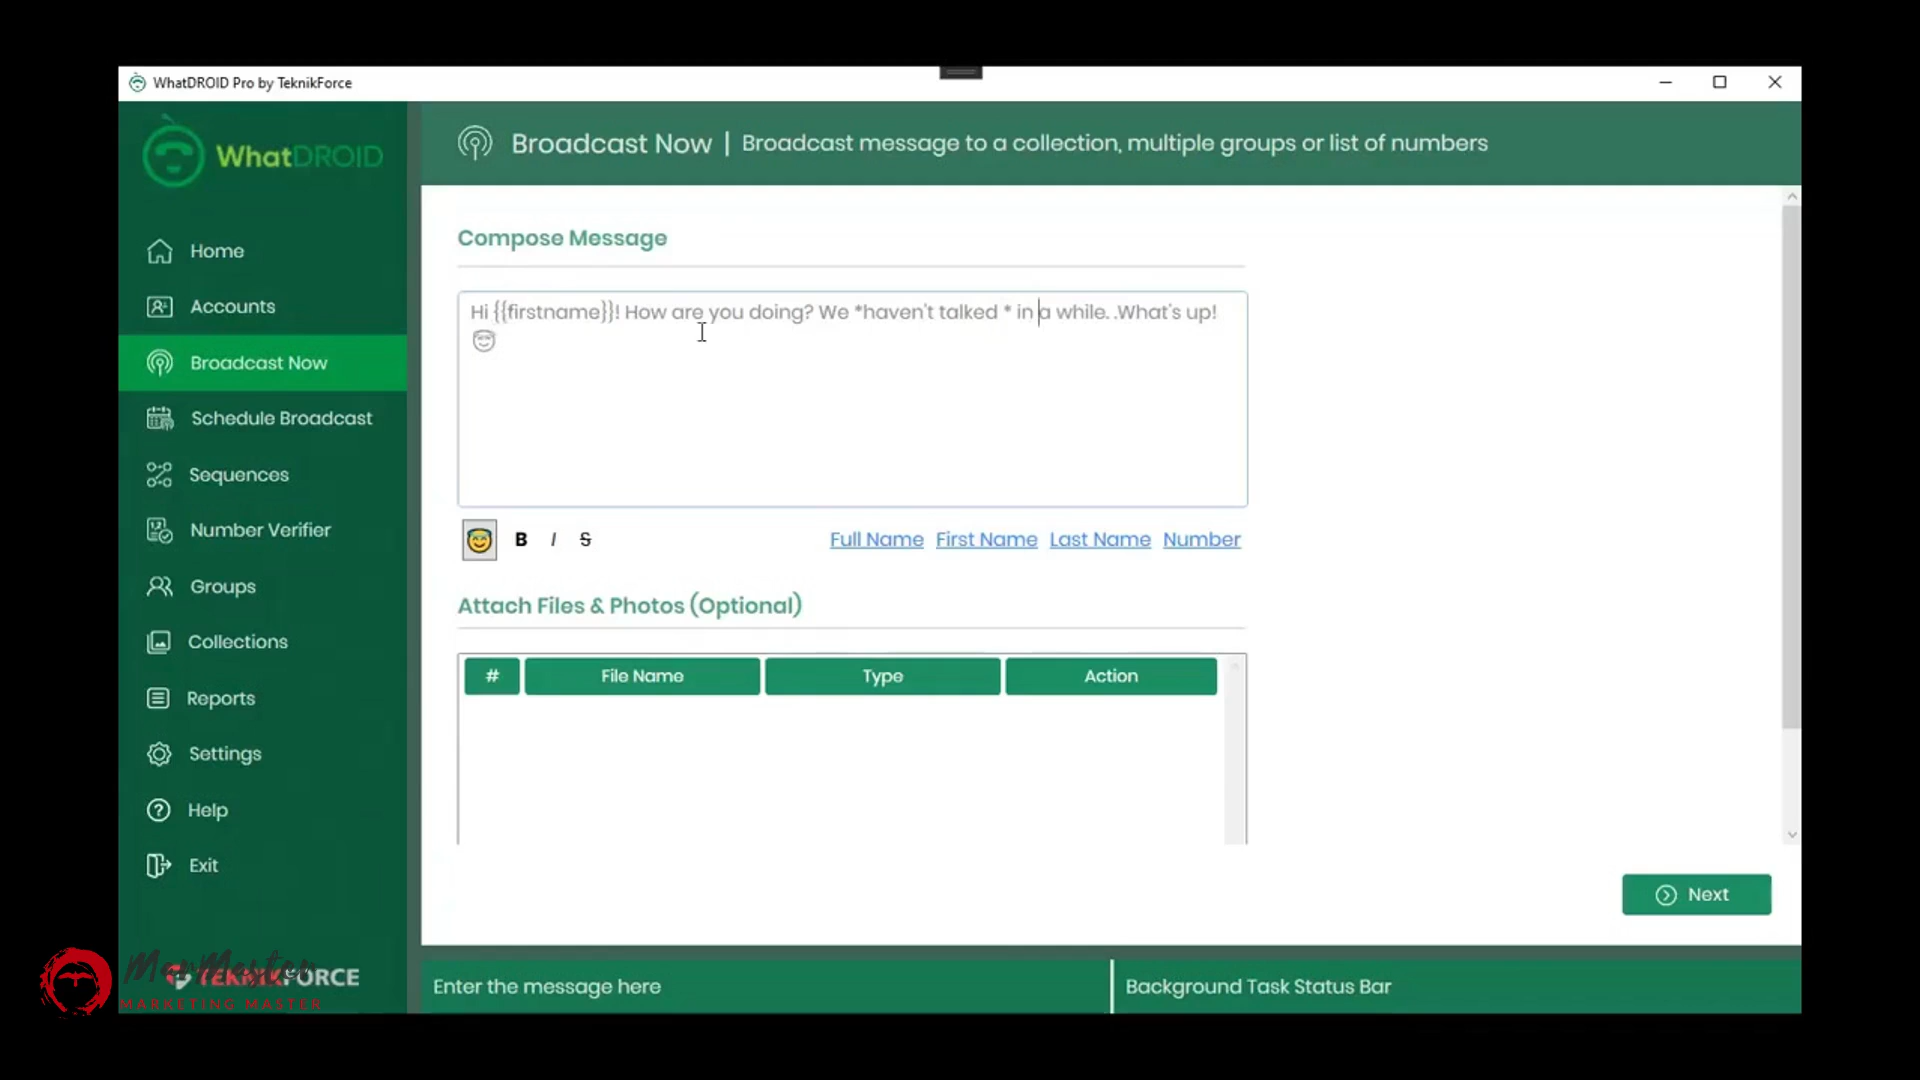 WhatDROID Pro by TeknikForce
WhatDROID
Broadcast Now | Broadcast message to a collection, multiple groups or list of numbers
Home
Accounts
Broadcast Now
Schedule Broadcast
Sequences
Number Verifier
Groups
Collections
Reports
Settings
Help
Exit
Compose Message
Hi {{firstname}}! How are you doing? We *haven't talked * in a while. .What's up!
😇
😇 B I S
Full Name First Name Last Name Number
Attach Files & Photos (Optional)
# File Name Type Action
Next
TEKNIKFORCE
MarMaster
MARKETING MASTER
Enter the message here
Background Task Status Bar